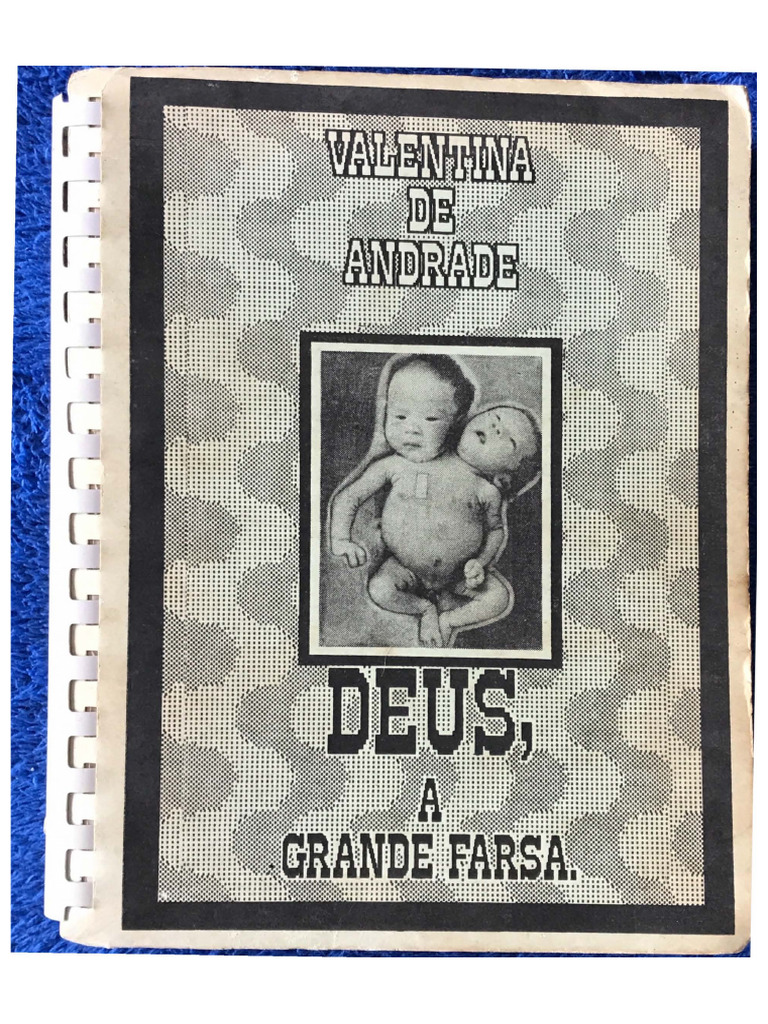 VALENTINA
DE
ANDRADE
DEUS,
A
GRANDE FARSA.